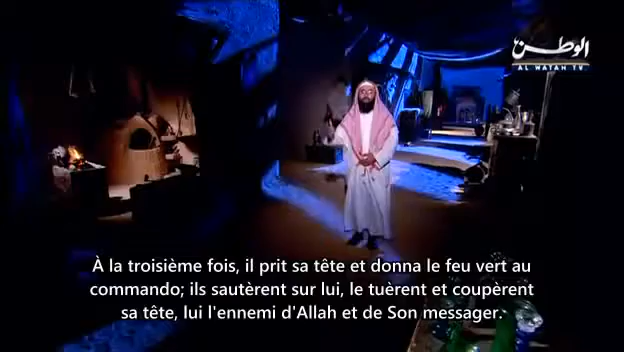 الوطن
AL WATAN TV
À la troisième fois, il prit sa tête et donna le feu vert au
commando; ils sautèrent sur lui, le tuèrent et coupèrent
sa tête, lui l'ennemi d'Allah et de Son messager.